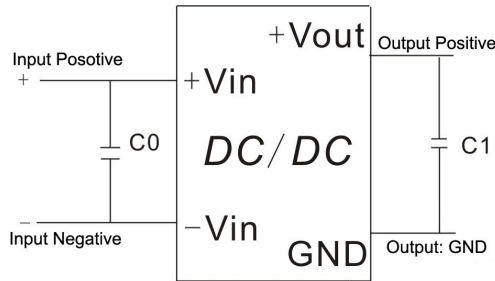 +Vout
Output Positive
Input Posotive
+
+Vin
C0
DC/DC
C1
−
−Vin
Input Negative
GND
Output: GND